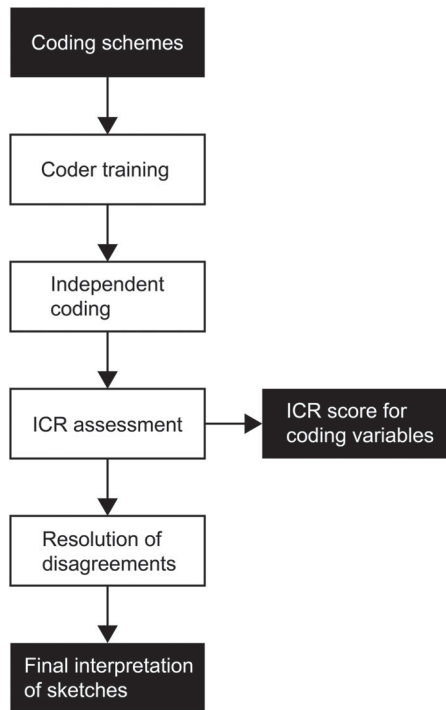 Coding schemes
Coder training
Independent
coding
ICR assessment
ICR score for
coding variables
Resolution of
disagreements
Final interpretation
of sketches